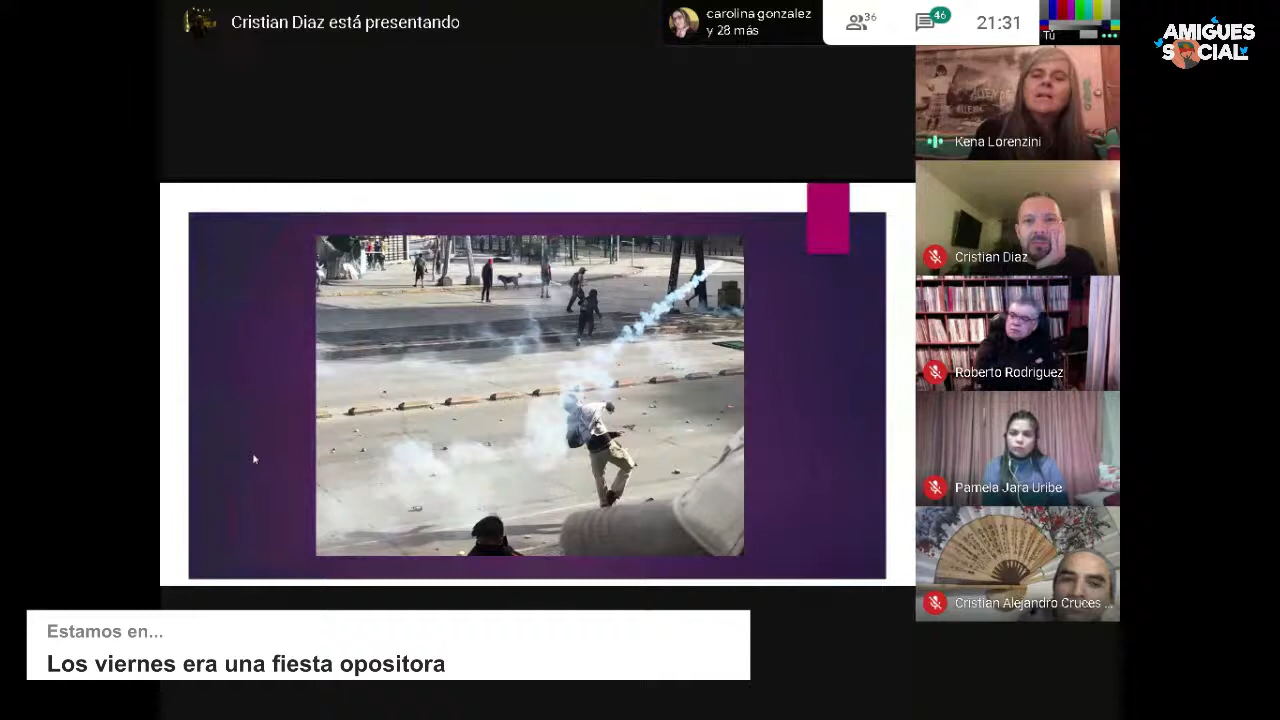 Cristian Diaz está presentando
carolina gonzalez
y 28 más
36
46
21:31
Tú
AMIGUES
SOCIAL
Kena Lorenzini
Cristian Diaz
Roberto Rodriguez
Pamela Jara Uribe
Cristian Alejandro Cruces ...
Estamos en...
Los viernes era una fiesta opositora